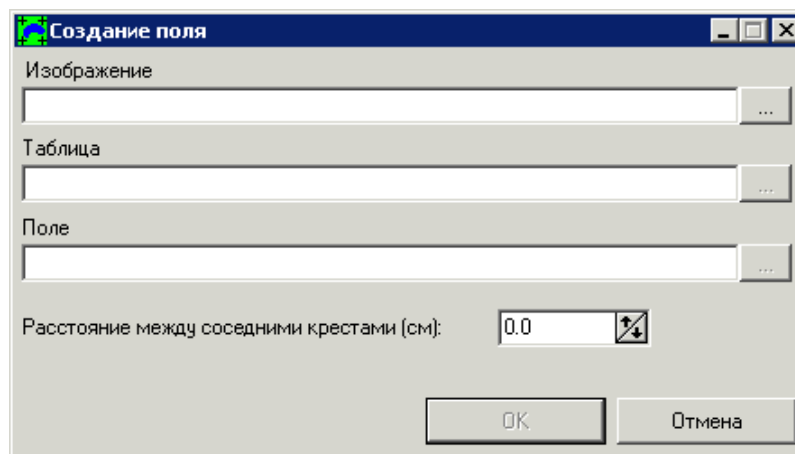 Создание поля
Изображение
...
Таблица
...
Поле
...
Расстояние между соседними крестами (см): 0.0
OK Отмена